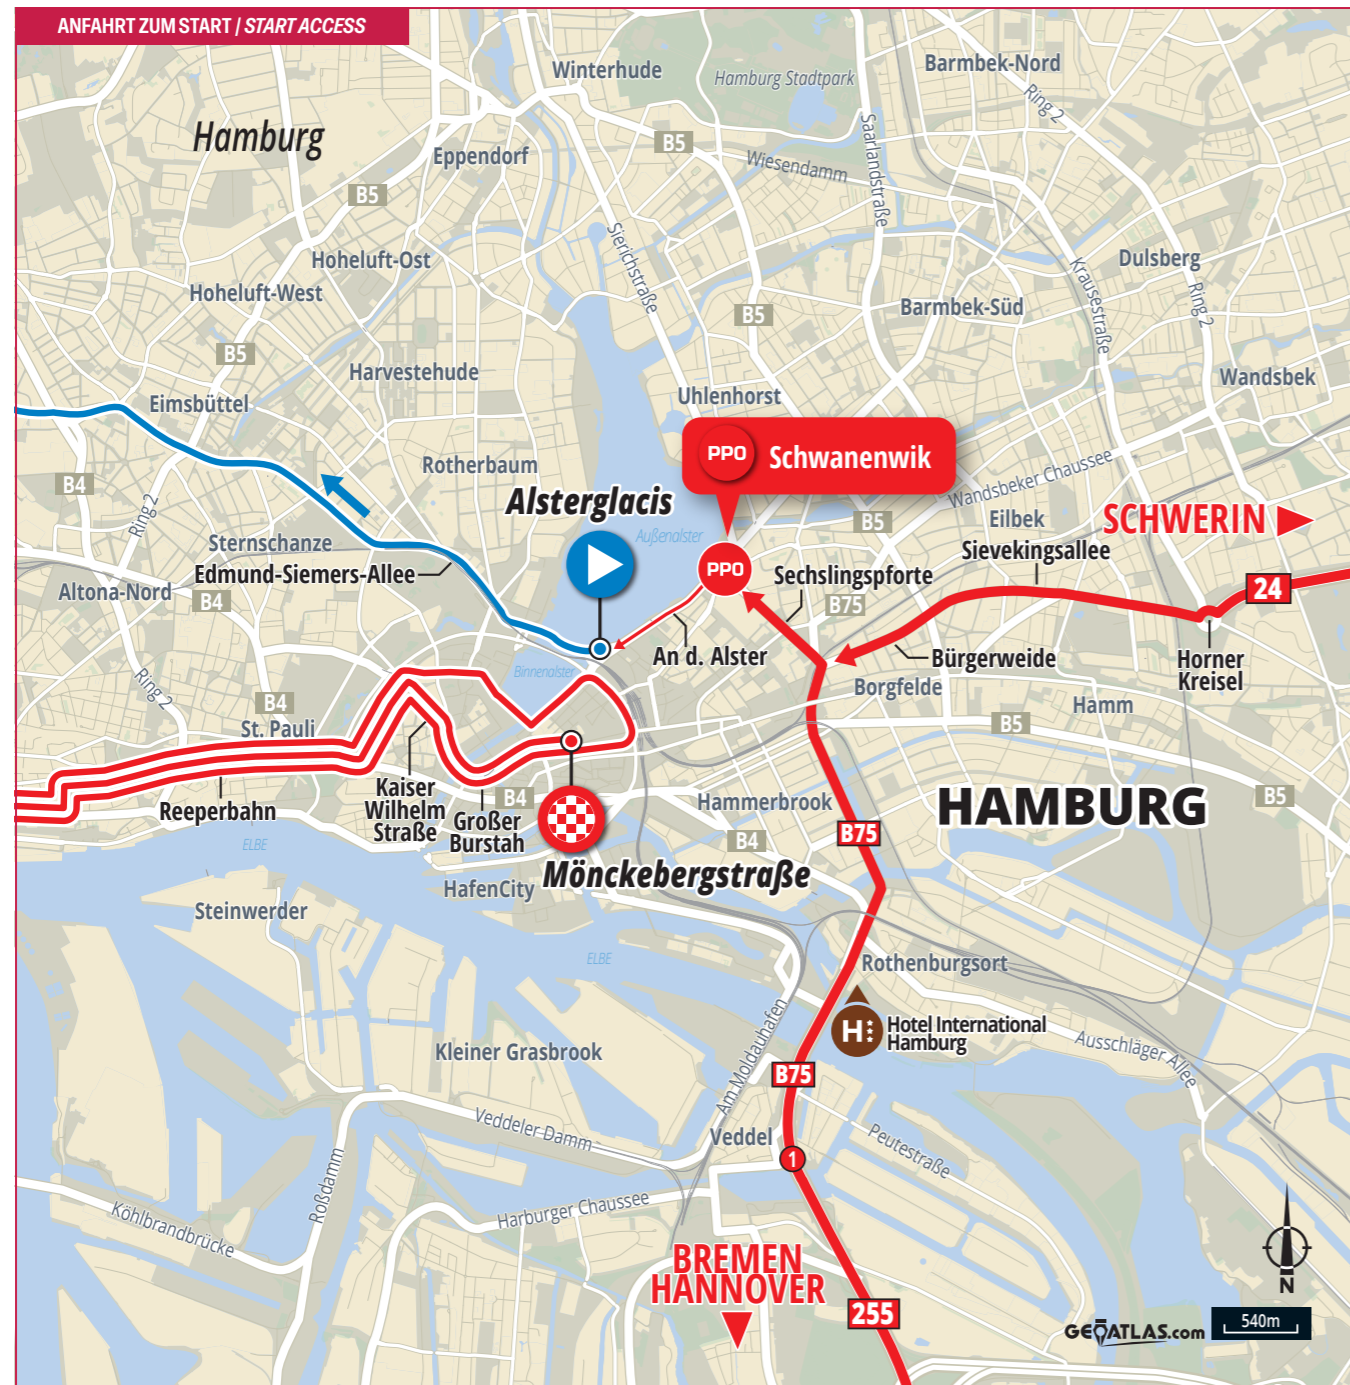 ANFAHRT ZUM START / START ACCESS
Winterhude
Hamburg Stadtpark
Barmbek-Nord
Ring 2
Hamburg
Eppendorf
B5
Wiesendamm
Saarlandstraße
B5
Sierichstraße
Hoheluft-Ost
Dulsberg
Krausestraße
Ring 2
Hoheluft-West
B5
Barmbek-Süd
B5
Harvestehude
Wandsbek
Eimsbüttel
Uhlenhorst
PPO Schwanenwik
Rotherbaum
Wandsbeker Chaussee
B4
Ring 2
Alsterglacis
B5
Eilbek
SCHWERIN
Sternschanze
Außenalster
Sievekingsallee
Edmund-Siemers-Allee
PPO
Sechslingspforte
Altona-Nord
B4
B75
24
An d. Alster
Bürgerweide
Horner
Kreisel
Binnenalster
Ring 2
B4
Borgfelde
Hamm
St. Pauli
B5
Reeperbahn
Kaiser
Wilhelm
Straße
B4
Großer
Burstah
Hammerbrook
HAMBURG
B5
B75
B4
ELBE
Mönckebergstraße
HafenCity
Steinwerder
ELBE
Rothenburgsort
Hotel International
Hamburg
H
Am Moldauhafen
Ausschläger Allee
Kleiner Grasbrook
B75
Veddeler Damm
Veddel
Peutestraße
1
Roßdamm
Köhlbrandbrücke
Harburger Chaussee
BREMEN
HANNOVER
255
N
GEOATLAS.com
540m